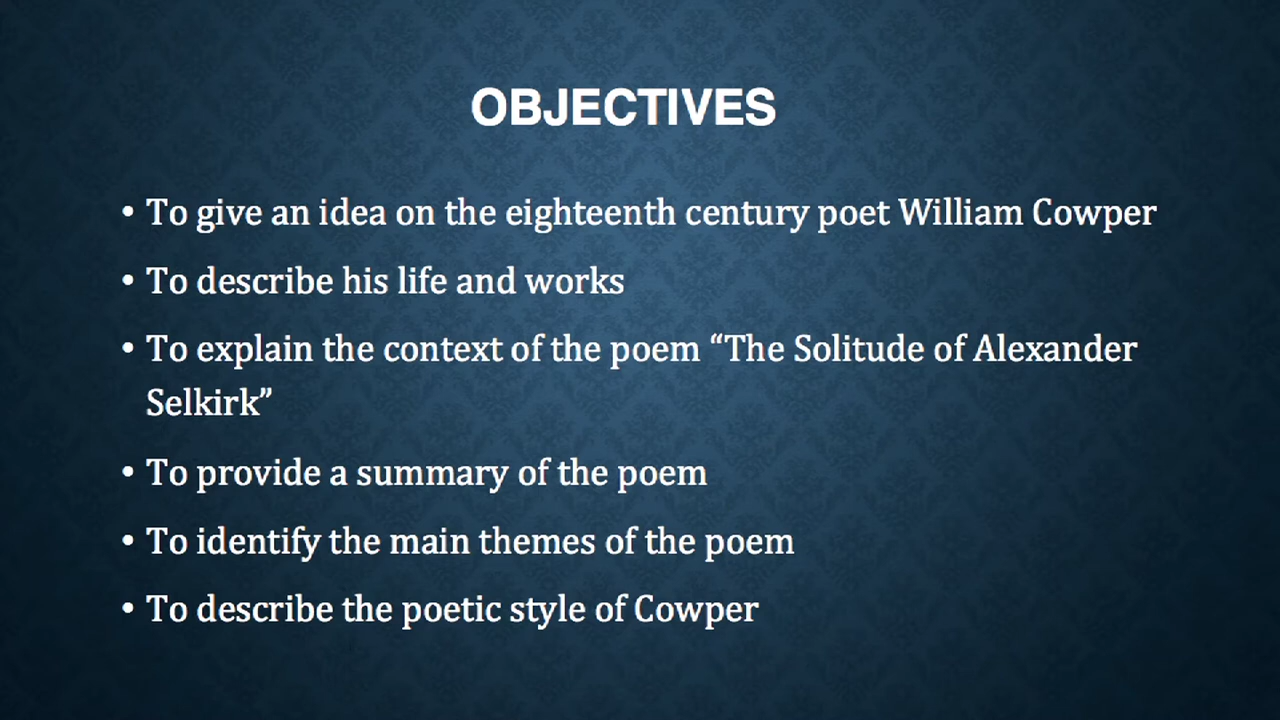 OBJECTIVES
• To give an idea on the eighteenth century poet William Cowper
• To describe his life and works
• To explain the context of the poem “The Solitude of Alexander
Selkirk”
• To provide a summary of the poem
• To identify the main themes of the poem
• To describe the poetic style of Cowper